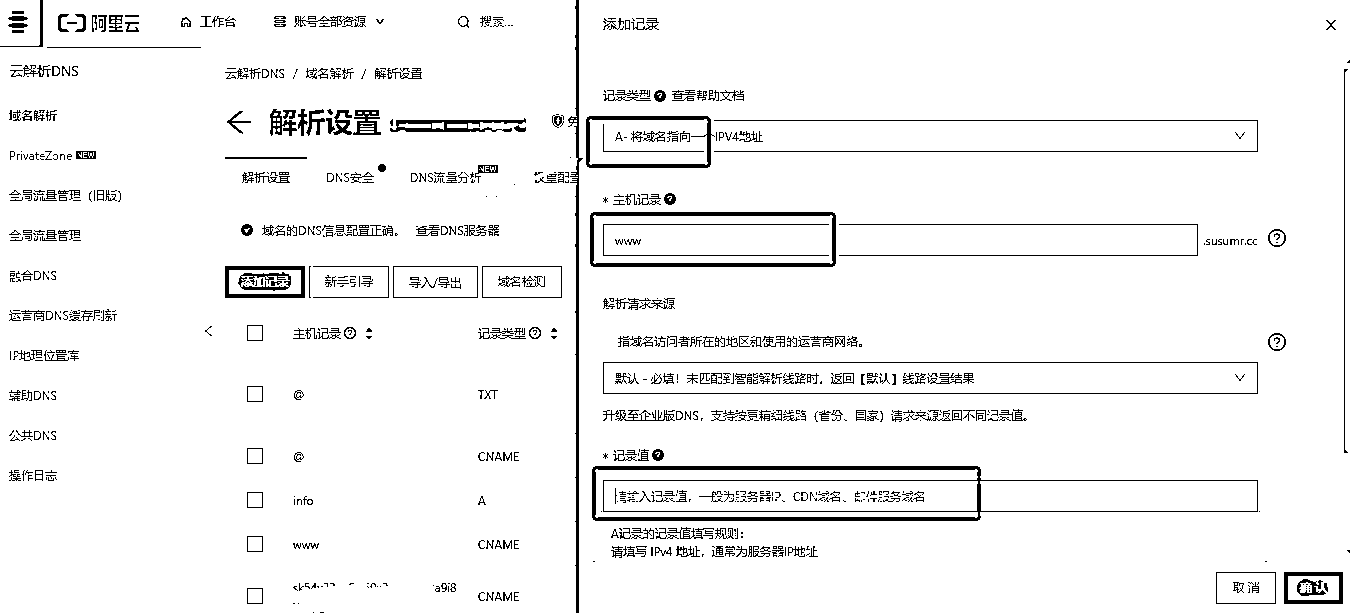 阿里云 工作台 账号全部资源 搜索...
云解析DNS
域名解析
PrivateZone NEW
全局流量管理（旧版）
全局流量管理
融合DNS
运营商DNS缓存刷新
IP地理位置库
辅助DNS
公共DNS
操作日志
云解析DNS / 域名解析 / 解析设置
解析设置
解析设置 DNS安全 DNS流量分析 NEW 权重配置
域名的DNS信息配置正确。 查看DNS服务器
添加记录 新手引导 导入/导出 域名检测
主机记录 记录类型
@ TXT
@ CNAME
info A
www CNAME
CNAME
添加记录
记录类型 查看帮助文档
A- 将域名指向一个IPV4地址
* 主机记录
www .susumr.cc
解析请求来源
指域名访问者所在的地区和使用的运营商网络。
默认 - 必填！未匹配到智能解析线路时，返回【默认】线路设置结果
升级至企业版DNS，支持按更精细线路（省份、国家）请求来源返回不同记录值。
* 记录值
请输入记录值，一般为服务器IP、CDN域名、邮件服务域名
A记录的记录值填写规则：
请填写 IPv4 地址，通常为服务器IP地址
取消 确认